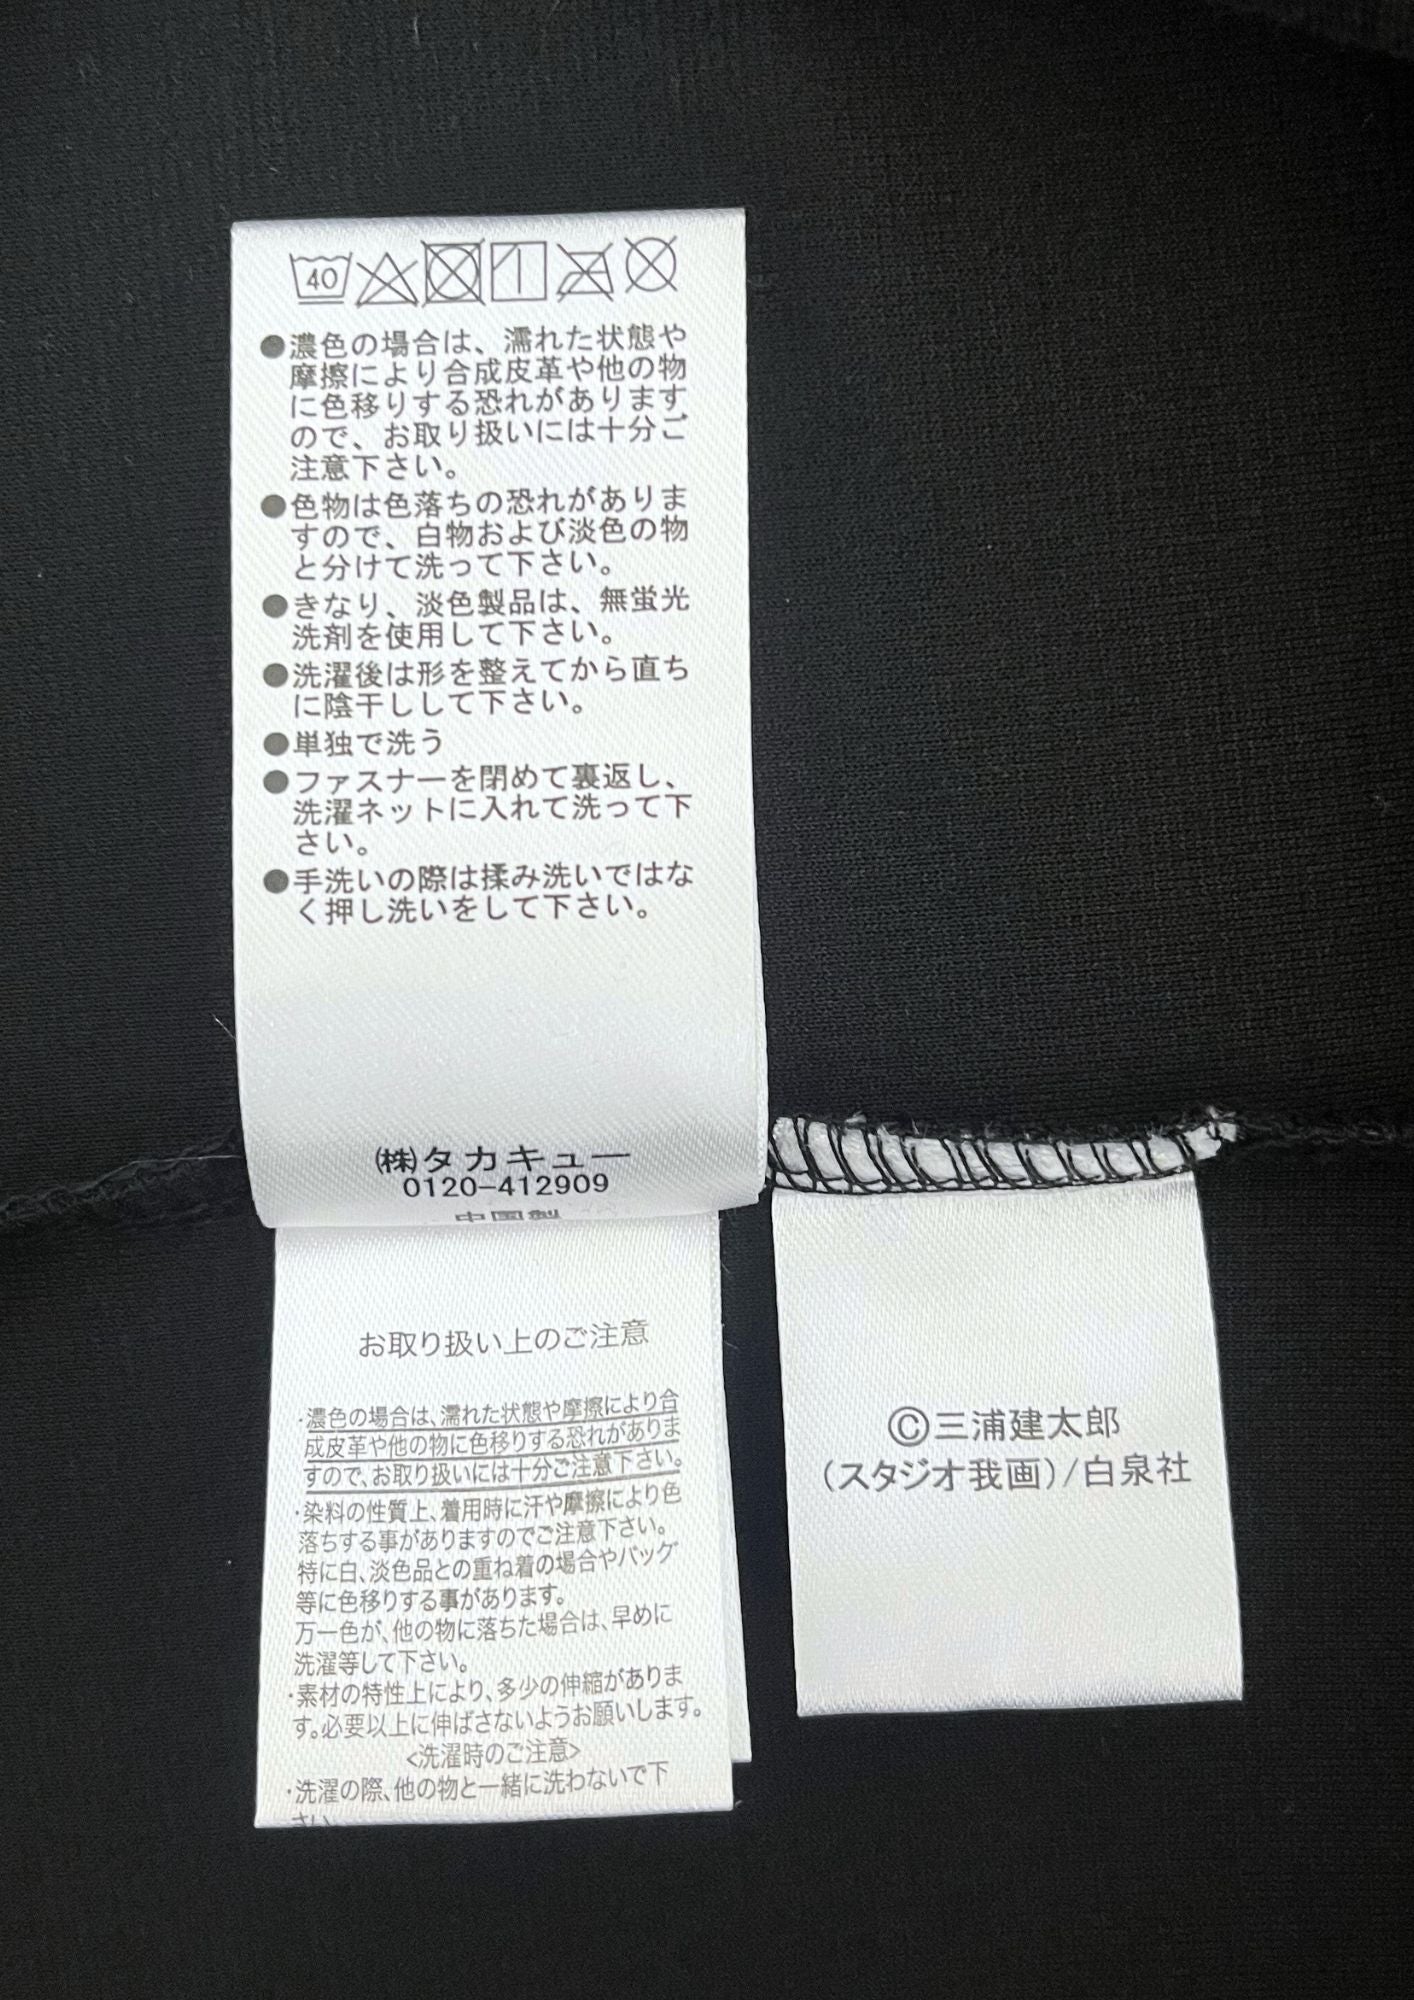 40
●濃色の場合は、濡れた状態や
摩擦により合成皮革や他の物
に色移りする恐れがあります
ので、お取り扱いには十分ご
注意下さい。
●色物は色落ちの恐れがありま
すので、白物および淡色の物
と分けて洗って下さい。
●きなり、淡色製品は、無蛍光
洗剤を使用して下さい。
●洗濯後は形を整えてから直ち
に陰干しして下さい。
●単独で洗う
●ファスナーを閉めて裏返し、
洗濯ネットに入れて洗って下
さい。
●手洗いの際は揉み洗いではな
く押し洗いをして下さい。
㈱タカキュー
0120-412909
中国製
お取り扱い上のご注意
・濃色の場合は、濡れた状態や摩擦により合
成皮革や他の物に色移りする恐れがありま
すので、お取り扱いには十分ご注意下さい。
・染料の性質上、着用時に汗や摩擦により色
落ちする事がありますのでご注意下さい。
特に白、淡色品との重ね着の場合やバッグ
等に色移りする事があります。
万一色が、他の物に落ちた場合は、早めに
洗濯等して下さい。
・素材の特性上により、多少の伸縮がありま
す。必要以上に伸ばさないようお願いします。
<洗濯時のご注意>
・洗濯の際、他の物と一緒に洗わないで下
さい
©三浦建太郎
(スタジオ我画)/白泉社